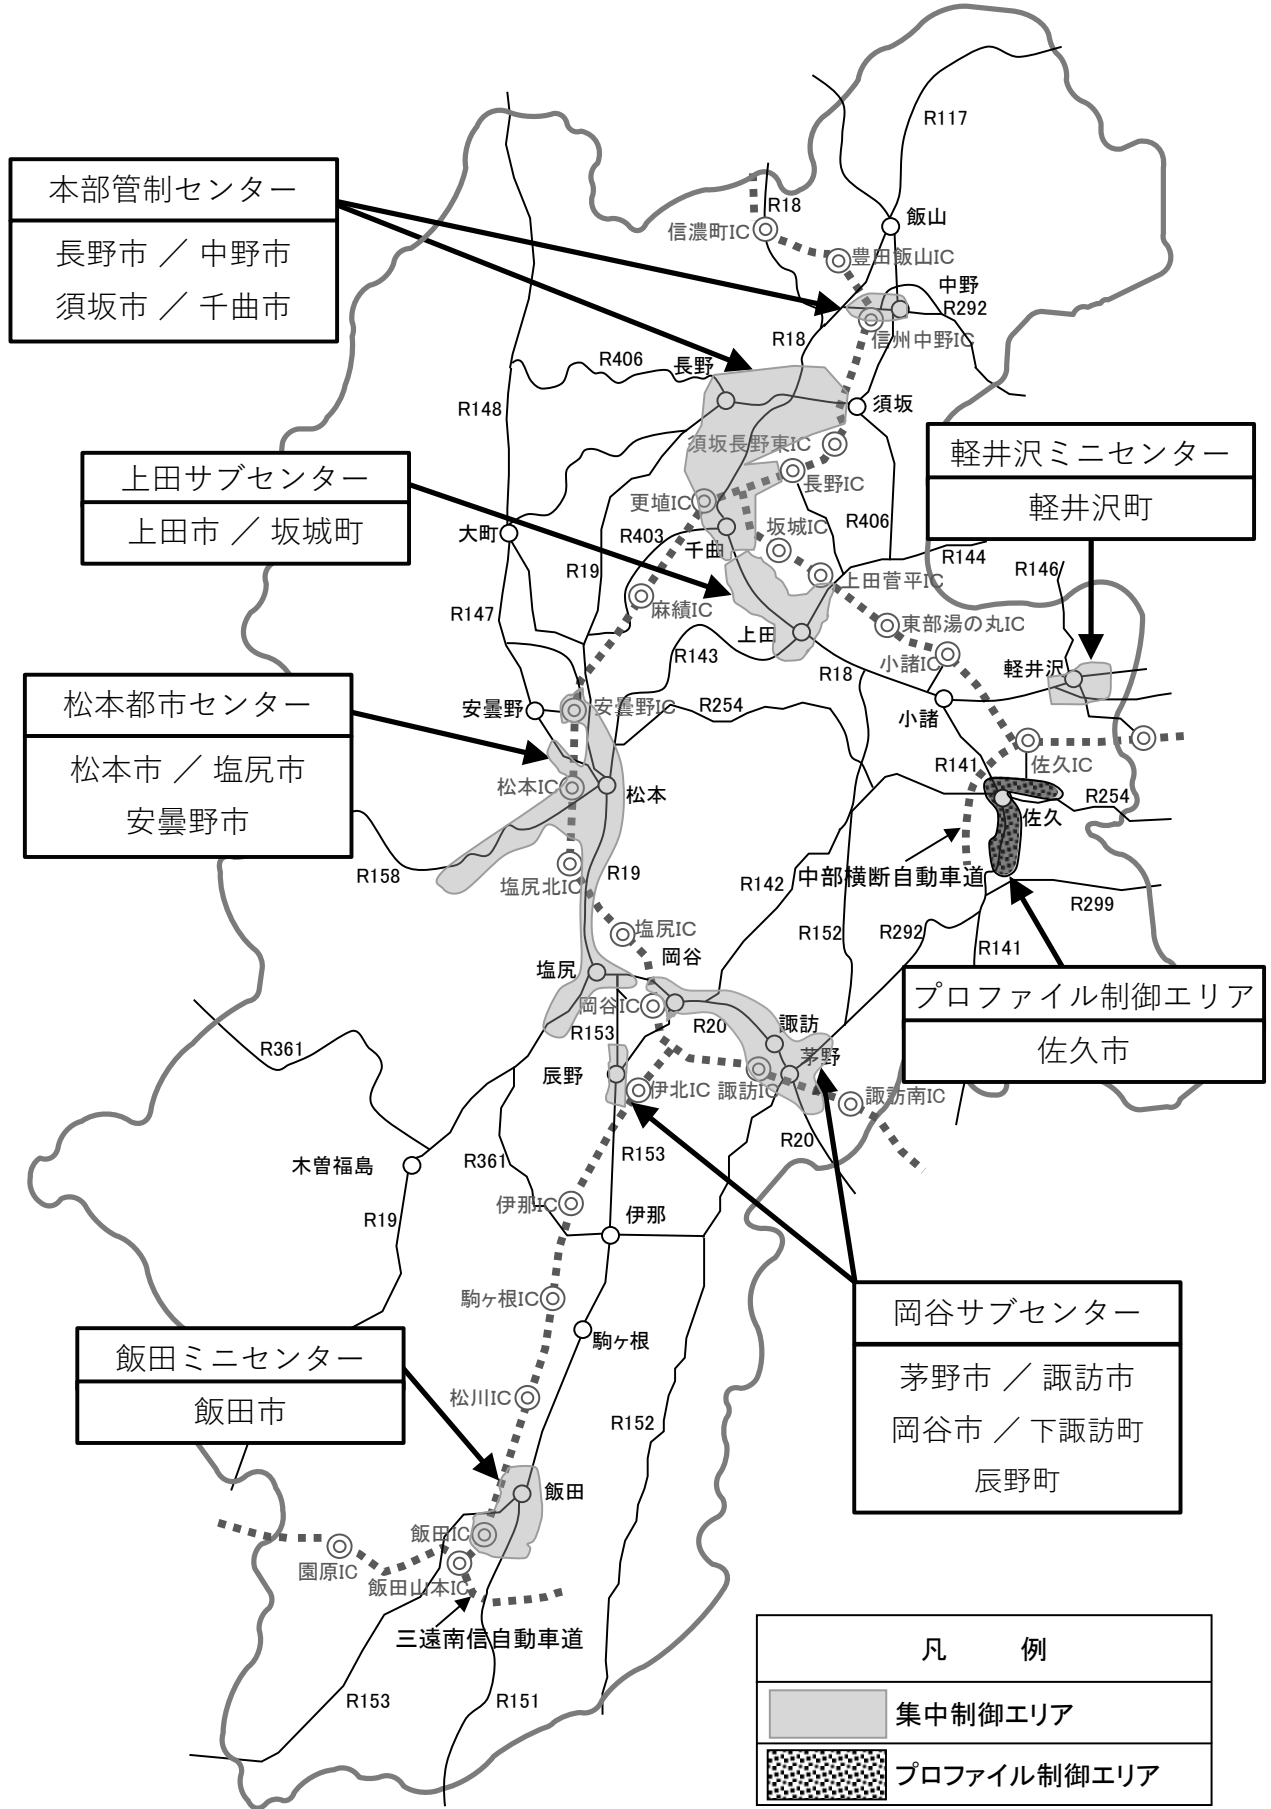 R117
本部管制センター
長野市 ／ 中野市
須坂市 ／ 千曲市
R18
飯山
信濃町IC
豊田飯山IC
中野
R292
信州中野IC
R18
R406
長野
R148
須坂
須坂長野東IC
軽井沢ミニセンター
軽井沢町
上田サブセンター
上田市 ／ 坂城町
長野IC
更埴IC
R406
坂城IC
大町
R403
千曲
R144
R146
R19
上田菅平IC
麻績IC
R147
東部湯の丸IC
上田
R143
小諸IC
軽井沢
R18
松本都市センター
松本市 ／ 塩尻市
安曇野市
安曇野
安曇野IC
R254
小諸
R141
佐久IC
松本IC
松本
R254
佐久
R158
塩尻北IC
R19
R142
中部横断自動車道
R299
塩尻IC
R152
R292
R141
岡谷
塩尻
プロファイル制御エリア
佐久市
岡谷IC
R153
R20
諏訪
茅野
R361
辰野
伊北IC
諏訪IC
諏訪南IC
R20
木曽福島
R361
R153
伊那IC
伊那
R19
駒ヶ根IC
岡谷サブセンター
茅野市 ／ 諏訪市
岡谷市 ／ 下諏訪町
辰野町
飯田ミニセンター
飯田市
駒ヶ根
松川IC
R152
飯田
飯田IC
園原IC
飯田山本IC
三遠南信自動車道
R153
R151
凡　例
集中制御エリア
プロファイル制御エリア